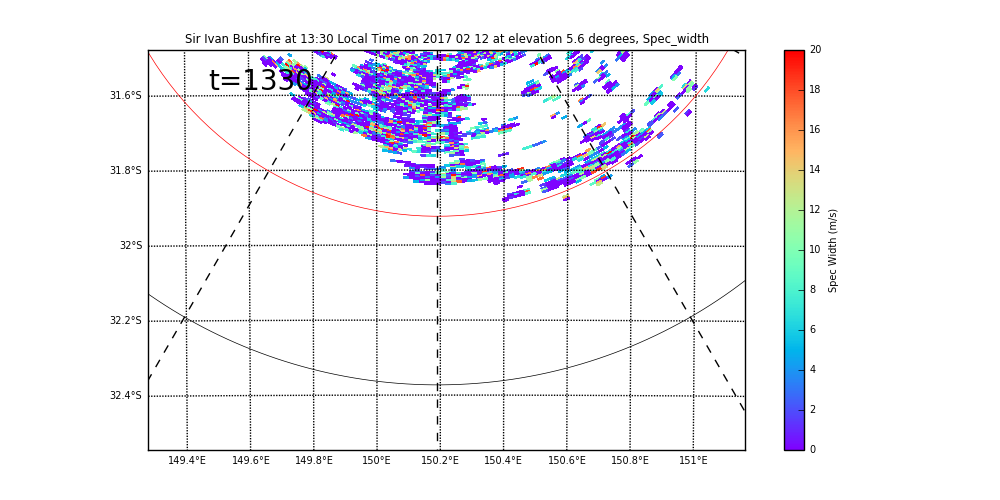 Sir Ivan Bushfire at 13:30 Local Time on 2017 02 12 at elevation 5.6 degrees, Spec_width
t=1330
31.6°S
31.8°S
32°S
32.2°S
32.4°S
149.4°E 149.6°E 149.8°E 150°E 150.2°E 150.4°E 150.6°E 150.8°E 151°E
20
18
16
14
12
10
8
6
4
2
0
Spec Width (m/s)